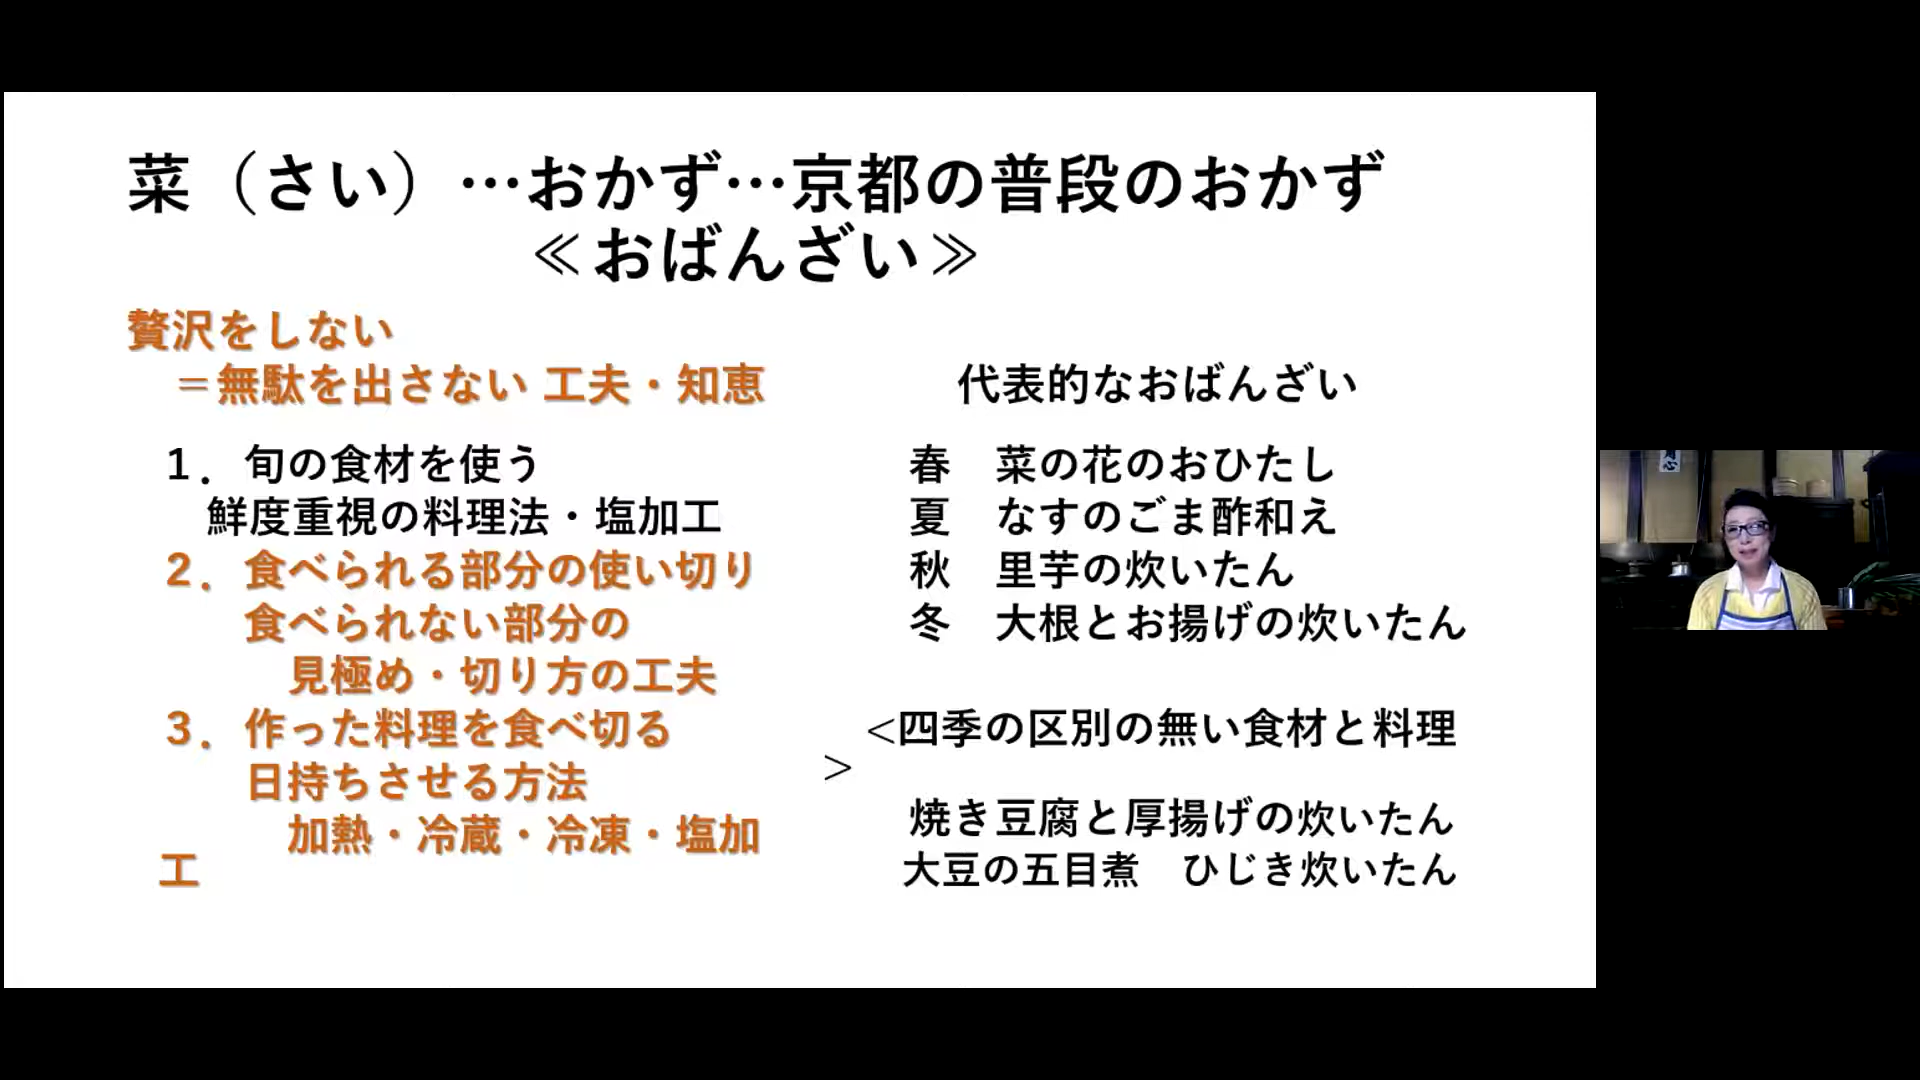 菜（さい）…おかず…京都の普段のおかず
≪おばんざい≫
贅沢をしない
＝無駄を出さない 工夫・知恵
１．旬の食材を使う
鮮度重視の料理法・塩加工
２．食べられる部分の使い切り
食べられない部分の
見極め・切り方の工夫
３．作った料理を食べ切る
日持ちさせる方法
加熱・冷蔵・冷凍・塩加
工
代表的なおばんざい
春　菜の花のおひたし
夏　なすのごま酢和え
秋　里芋の炊いたん
冬　大根とお揚げの炊いたん
<四季の区別の無い食材と料理
>
焼き豆腐と厚揚げの炊いたん
大豆の五目煮　ひじき炊いたん